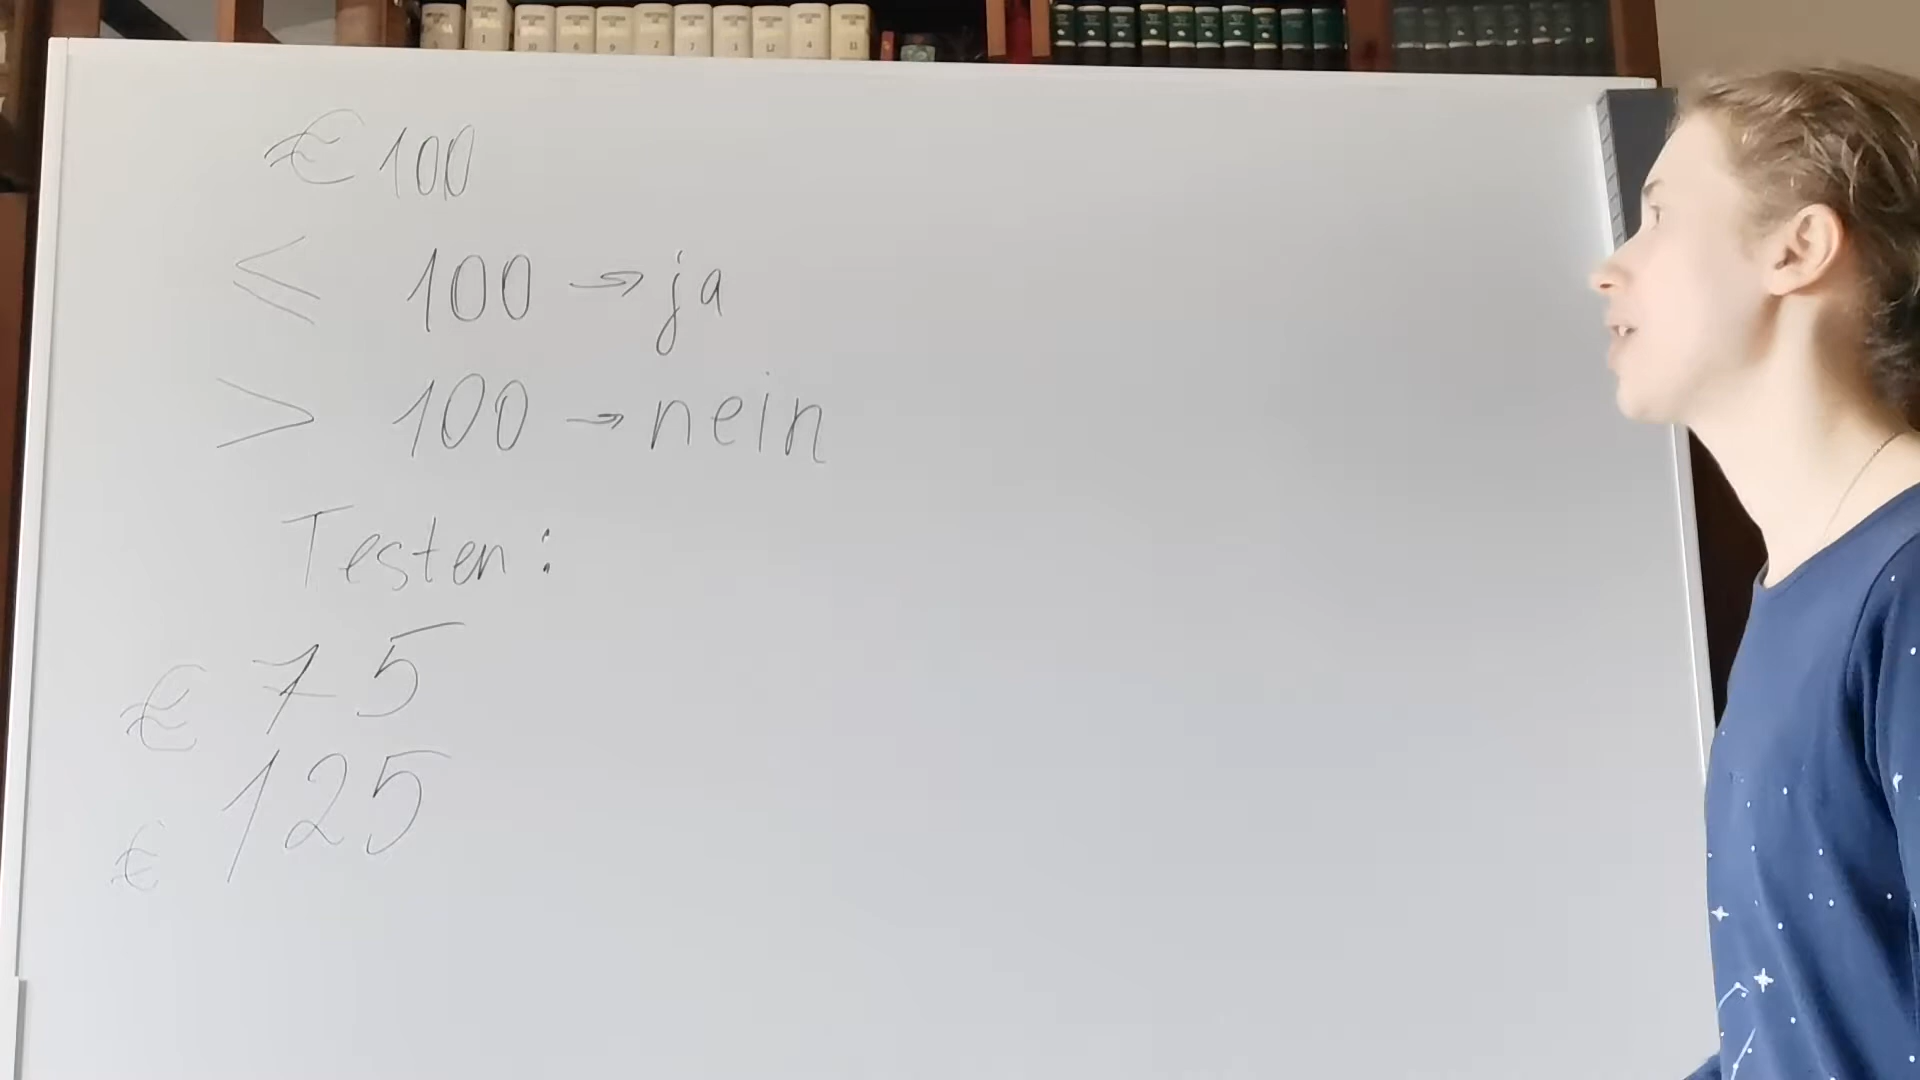 € 100
≤ 100 → ja
> 100 → nein
Testen:
€ 75
€ 125